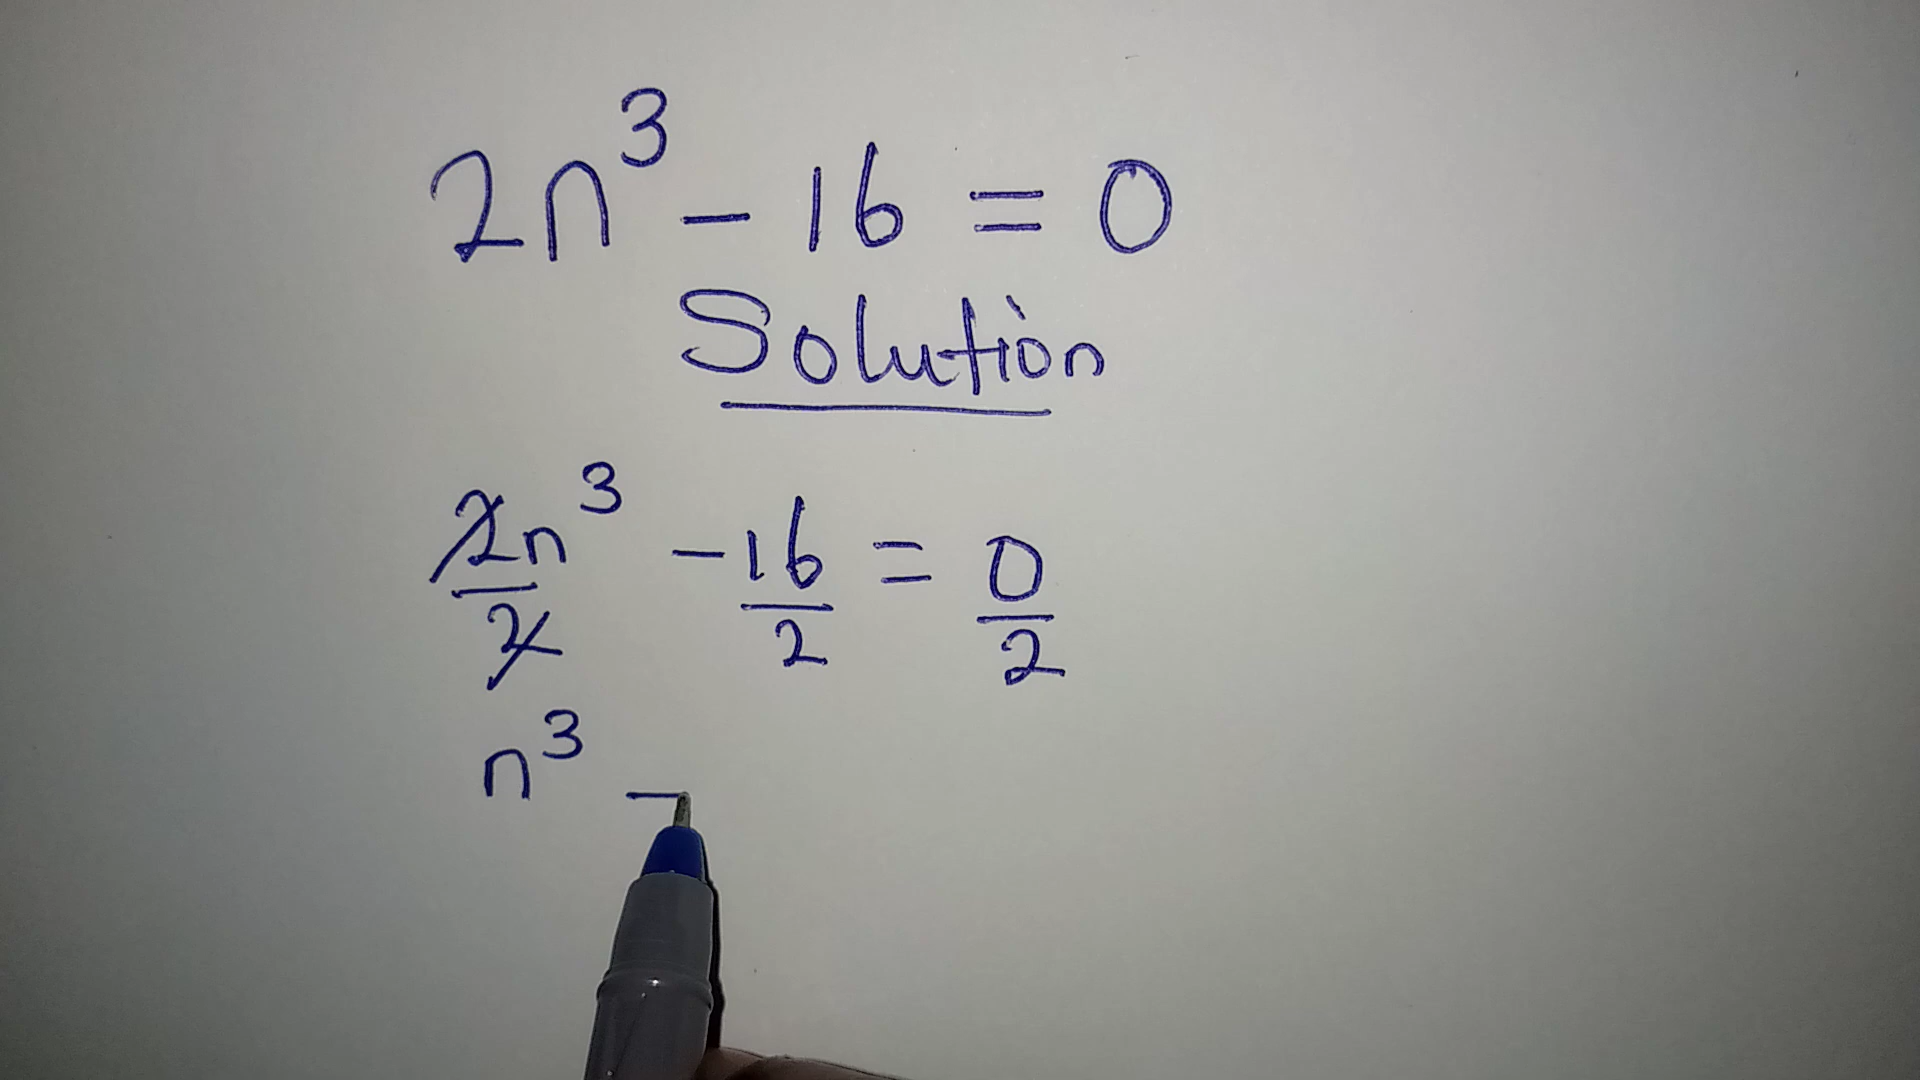 2n³ - 16 = 0
Solution
2n³/2 - 16/2 = 0/2
n³ -